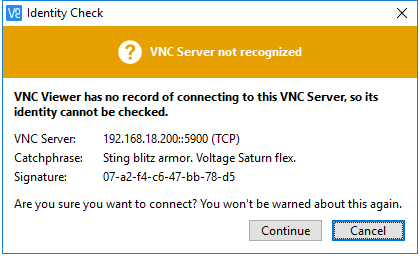 VNC Identity Check
VNC Server not recognized
VNC Viewer has no record of connecting to this VNC Server, so its
identity cannot be checked.
VNC Server: 192.168.18.200::5900 (TCP)
Catchphrase: Sting blitz armor. Voltage Saturn flex.
Signature: 07-a2-f4-c6-47-bb-78-d5
Are you sure you want to connect? You won't be warned about this again.
Continue Cancel